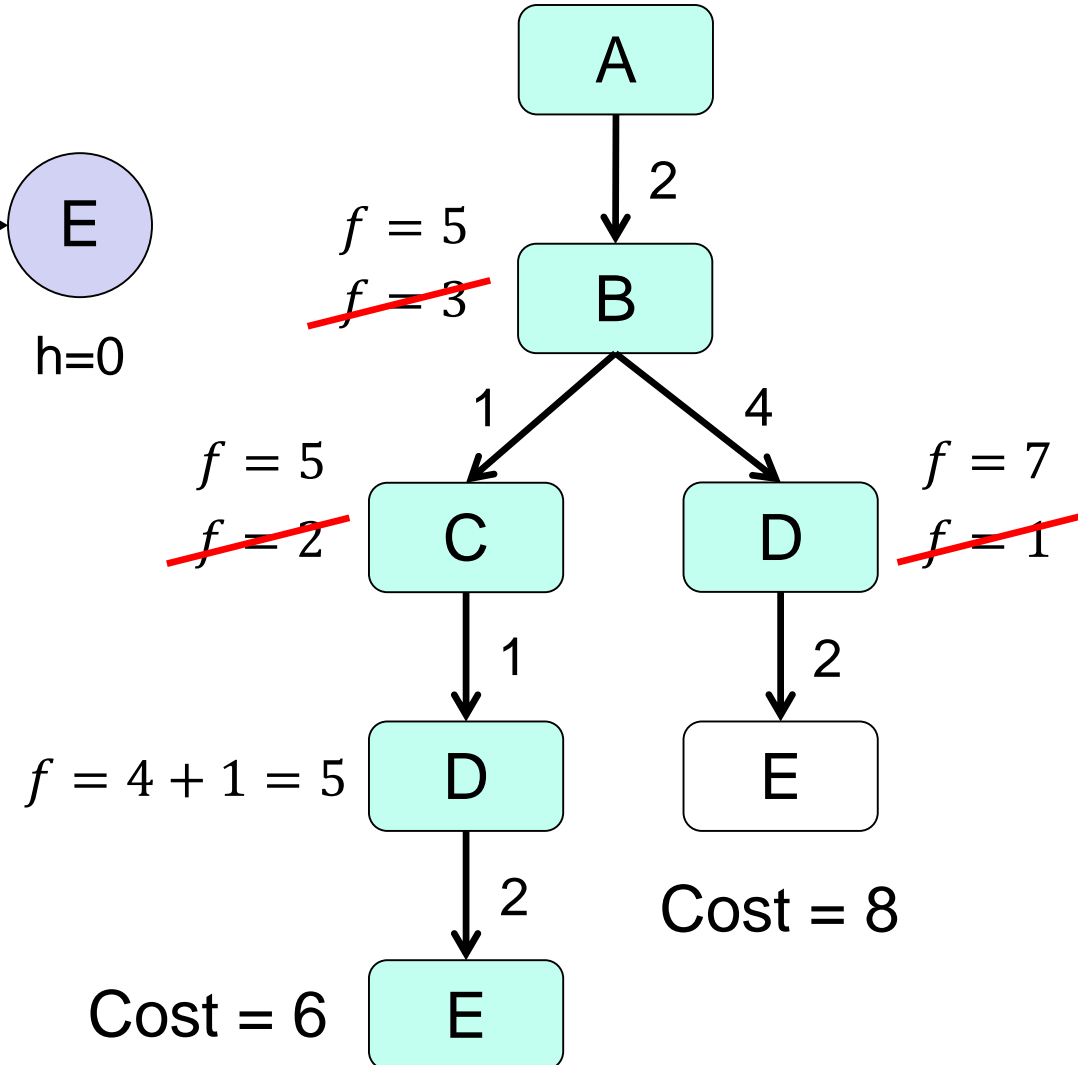 A
2
E
f = 5
B
f = 3
h=0
1
4
f = 5
f = 7
C
D
f = 2
f = 1
1
2
f = 4 + 1 = 5
D
E
2
Cost = 8
Cost = 6
E